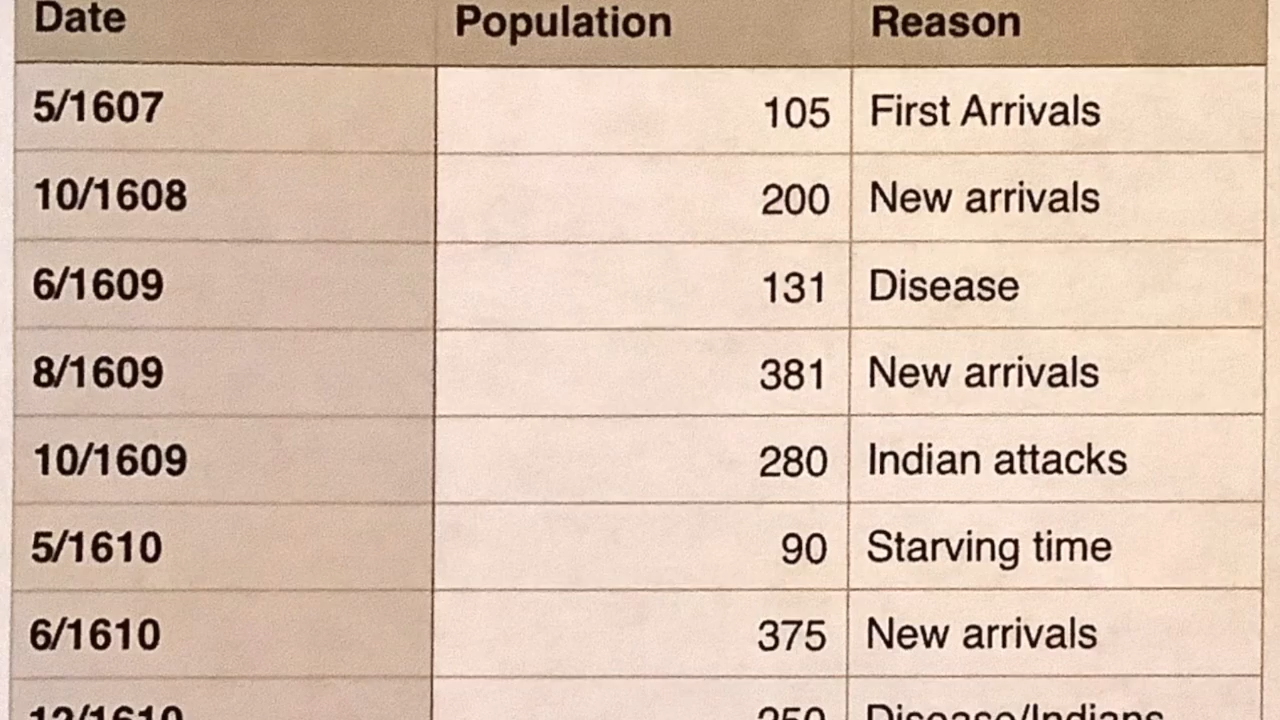 Date Population Reason
5/1607 105 First Arrivals
10/1608 200 New arrivals
6/1609 131 Disease
8/1609 381 New arrivals
10/1609 280 Indian attacks
5/1610 90 Starving time
6/1610 375 New arrivals
12/1610 250 Disease/Indians